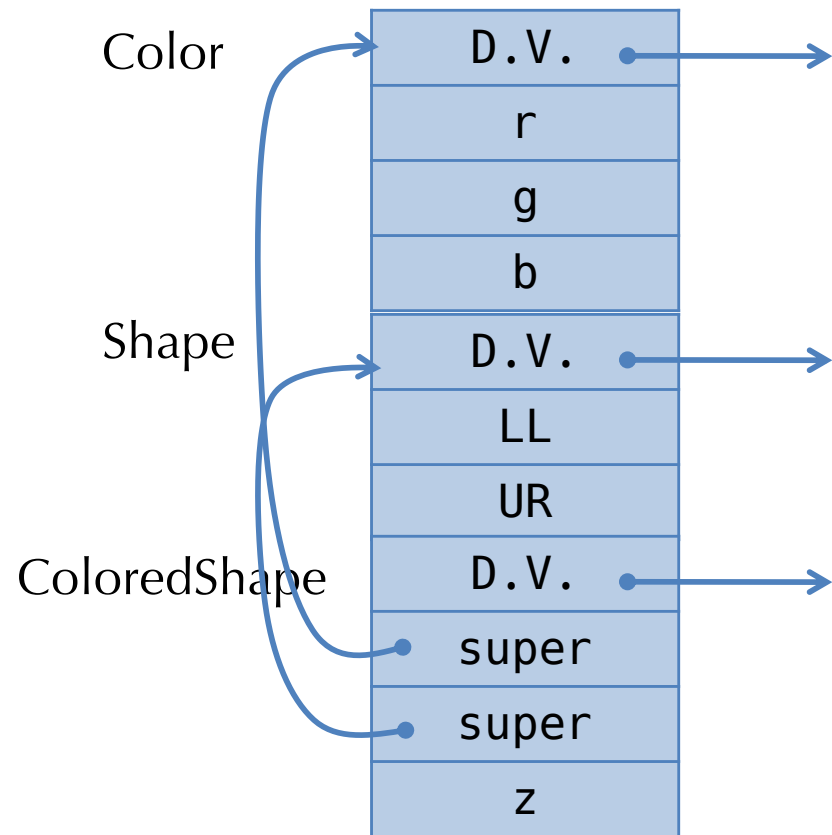 Color
D.V.
r
g
b
Shape
D.V.
LL
UR
ColoredShape
D.V.
super
super
z